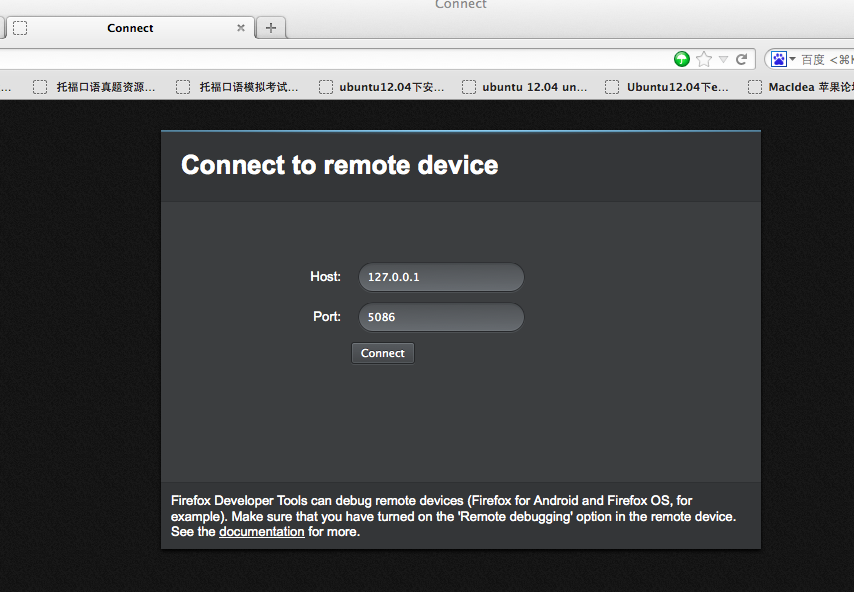 Connect
Connect
百度 <⌘K
... 托福口语真题资源... 托福口语模拟考试... ubuntu12.04下安... ubuntu 12.04 un... Ubuntu12.04下e... MacIdea 苹果论坛
Connect to remote device
Host: 127.0.0.1
Port: 5086
Connect
Firefox Developer Tools can debug remote devices (Firefox for Android and Firefox OS, for
example). Make sure that you have turned on the 'Remote debugging' option in the remote device.
See the documentation for more.